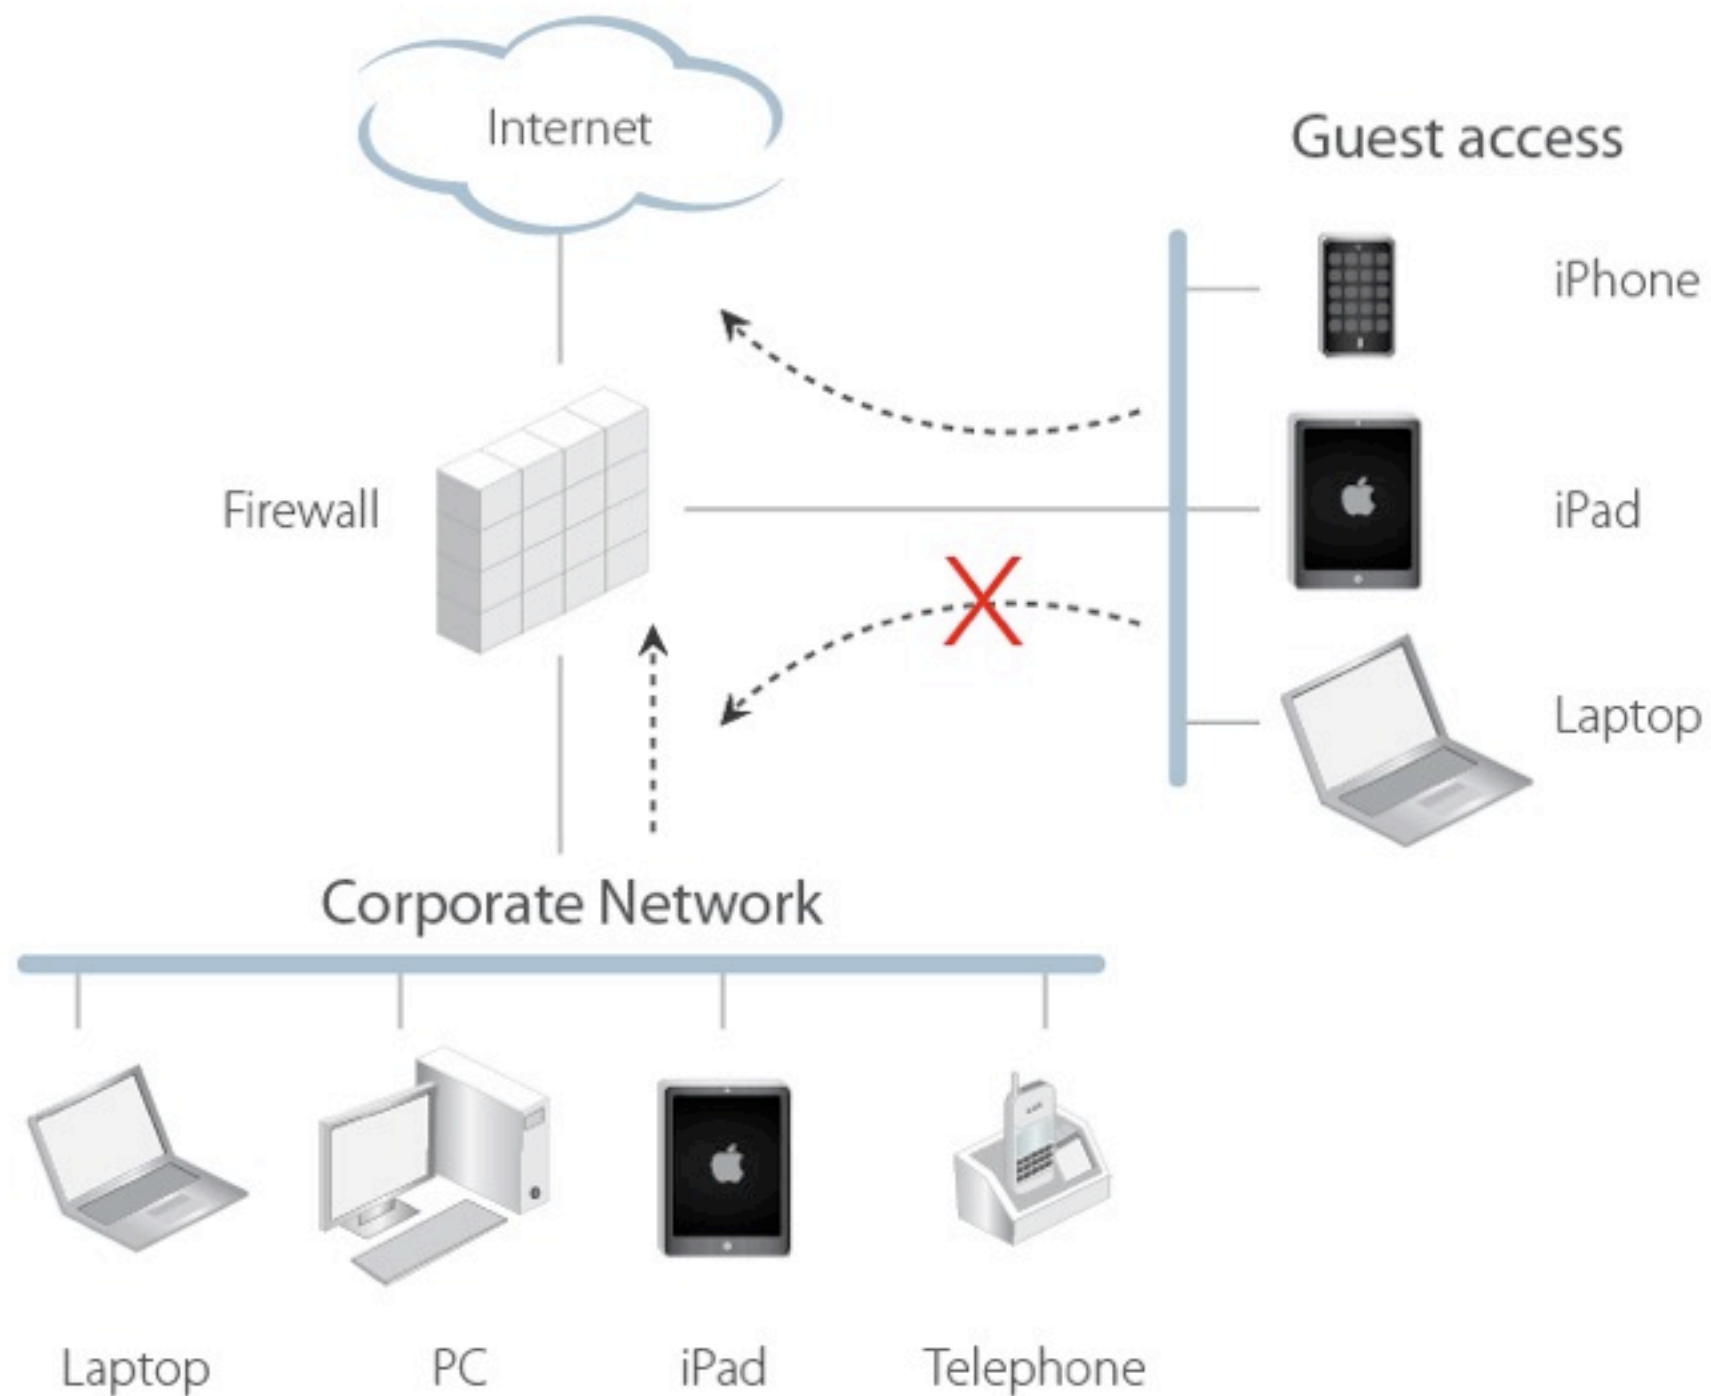 Internet
Guest access
iPhone
Firewall
iPad
Laptop
Corporate Network
Laptop
PC
iPad
Telephone